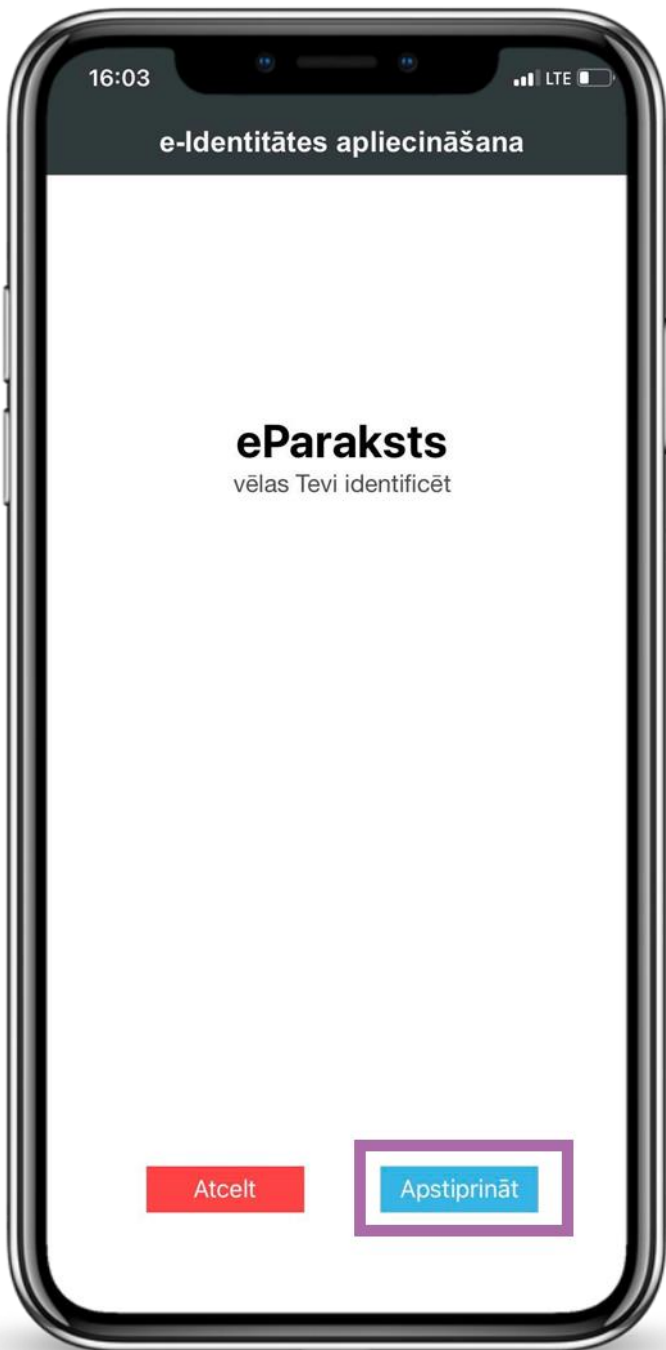 16:03
LTE
e-Identitātes apliecināšana
eParaksts
vēlas Tevi identificēt
Atcelt
Apstiprināt